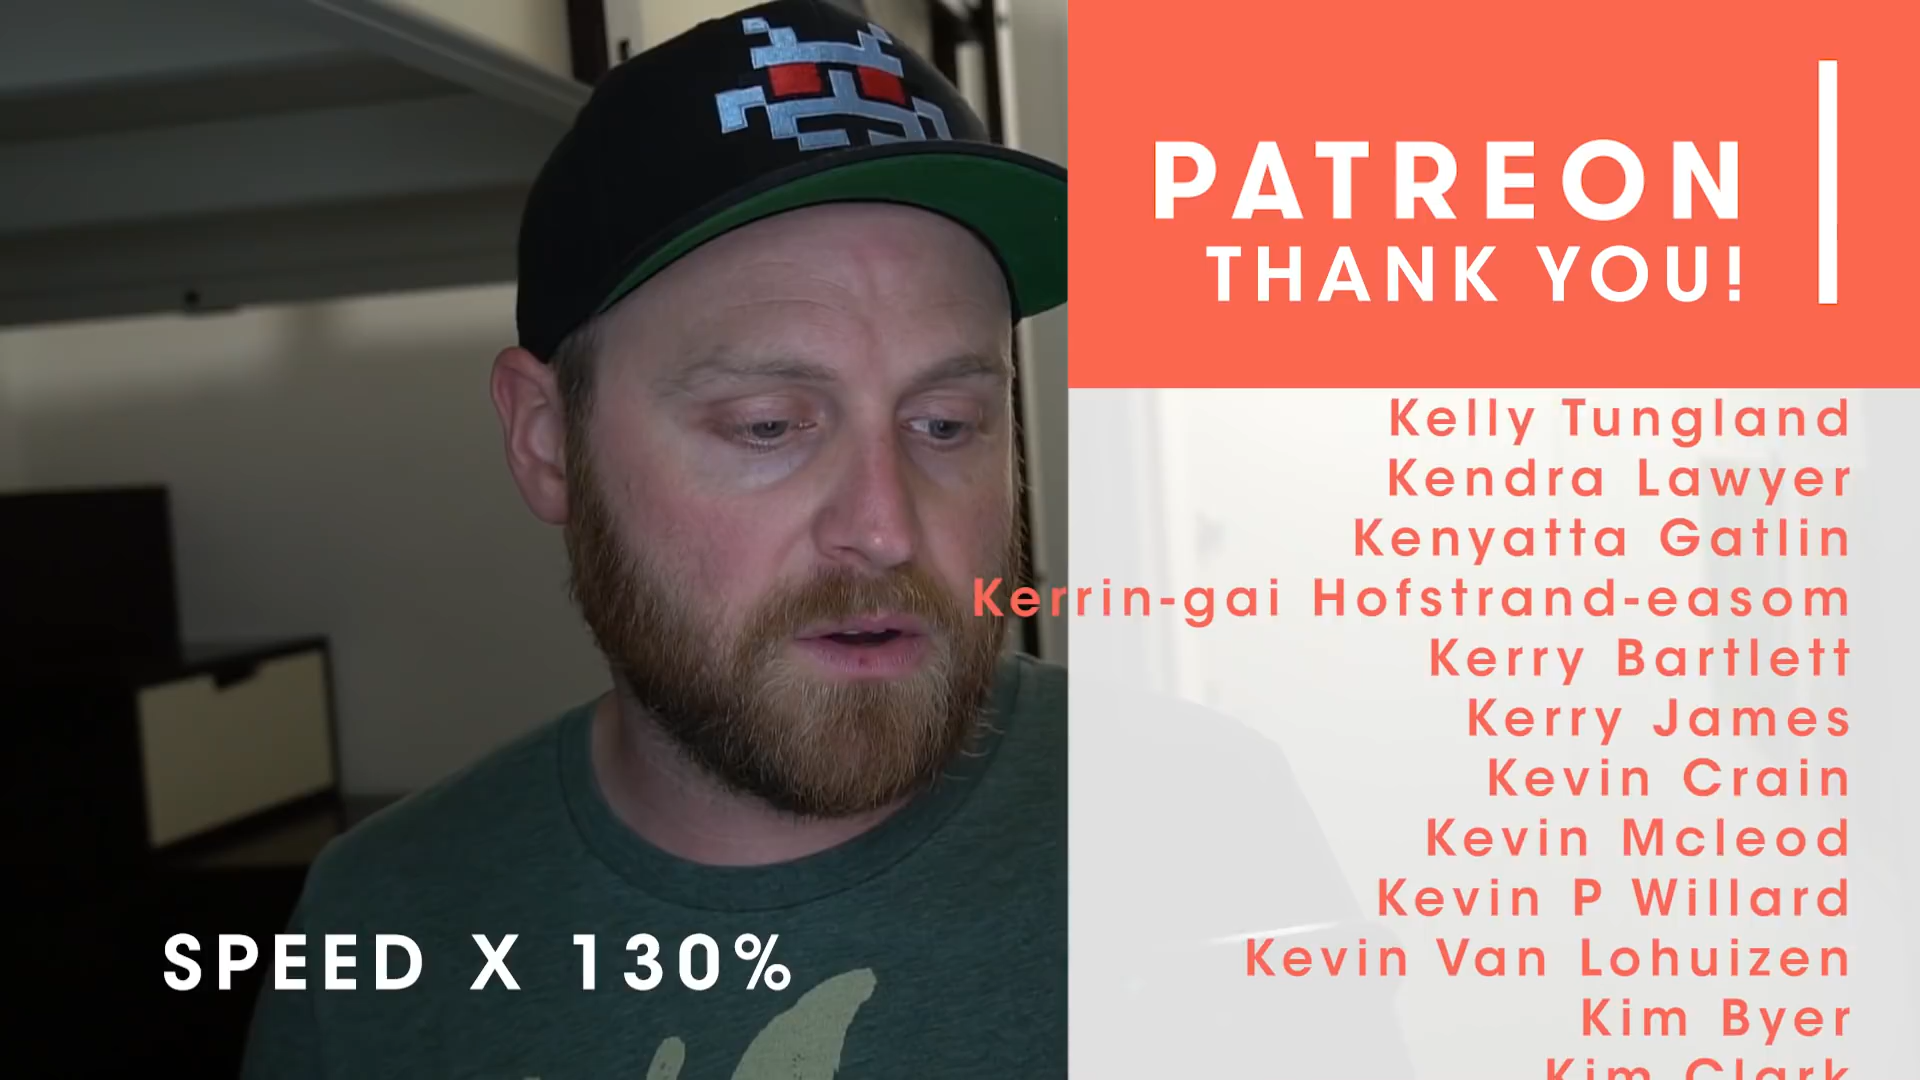 PATREON
THANK YOU!
Kelly Tungland
Kendra Lawyer
Kenyatta Gatlin
Kerrin-gai Hofstrand-easom
Kerry Bartlett
Kerry James
Kevin Crain
Kevin Mcleod
Kevin P Willard
Kevin Van Lohuizen
Kim Byer
Kim Clark
SPEED X 130%